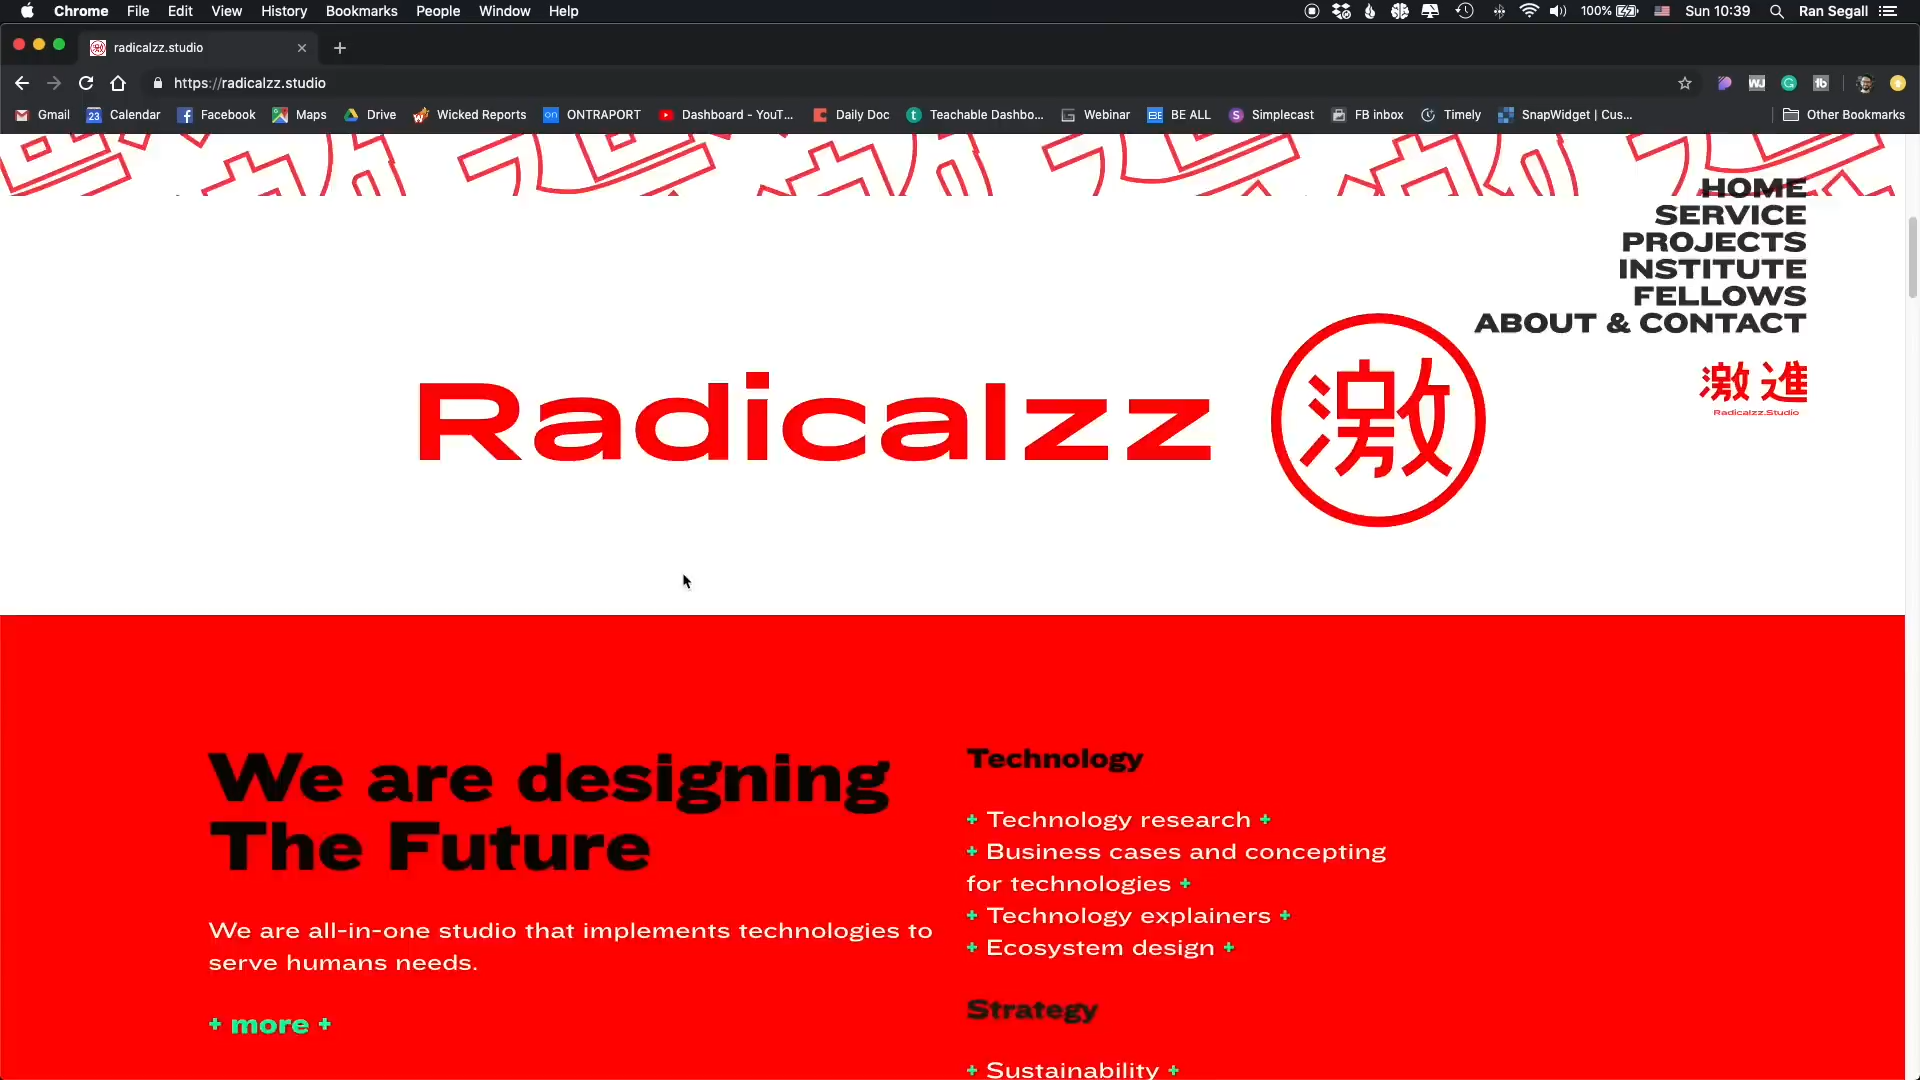 Chrome File Edit View History Bookmarks People Window Help 100% Sun 10:39 Ran Segall
radicalzz.studio
https://radicalzz.studio
Gmail 23 Calendar Facebook Maps Drive Wicked Reports on ONTRAPORT Dashboard - YouT... Daily Doc t Teachable Dashbo... Webinar BE BE ALL S Simplecast FB inbox Timely SnapWidget | Cus... Other Bookmarks
HOME
SERVICE
PROJECTS
INSTITUTE
FELLOWS
ABOUT & CONTACT
激進
Radicalzz.Studio
Radicalzz 激
We are designing
The Future
We are all-in-one studio that implements technologies to
serve humans needs.
+ more +
Technology
+ Technology research +
+ Business cases and concepting
for technologies +
+ Technology explainers +
+ Ecosystem design +
Strategy
+ Sustainability +